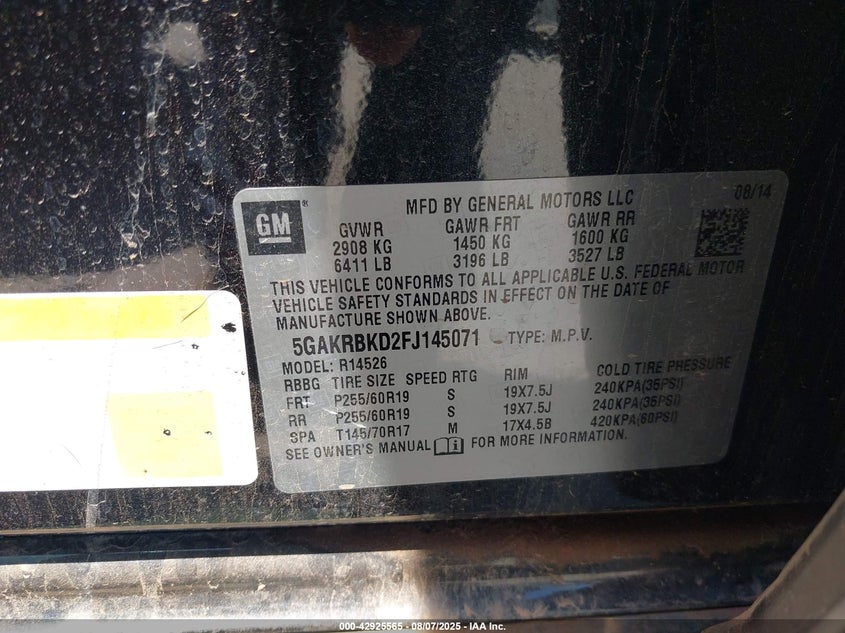 MFD BY GENERAL MOTORS LLC 08/14
GM ®
GVWR GAWR FRT GAWR RR
2908 KG 1450 KG 1600 KG
6411 LB 3196 LB 3527 LB
THIS VEHICLE CONFORMS TO ALL APPLICABLE U.S. FEDERAL MOTOR
VEHICLE SAFETY STANDARDS IN EFFECT ON THE DATE OF
MANUFACTURE SHOWN ABOVE.
5GAKRBKD2FJ145071 TYPE: M.P.V.
MODEL: R14526
RBBG TIRE SIZE SPEED RTG RIM COLD TIRE PRESSURE
FRT P255/60R19 S 19X7.5J 240KPA(35PSI)
RR P255/60R19 S 19X7.5J 240KPA(35PSI)
SPA T145/70R17 M 17X4.5B 420KPA(60PSI)
SEE OWNER'S MANUAL FOR MORE INFORMATION.
000-42925565 - 08/07/2025 - IAA Inc.